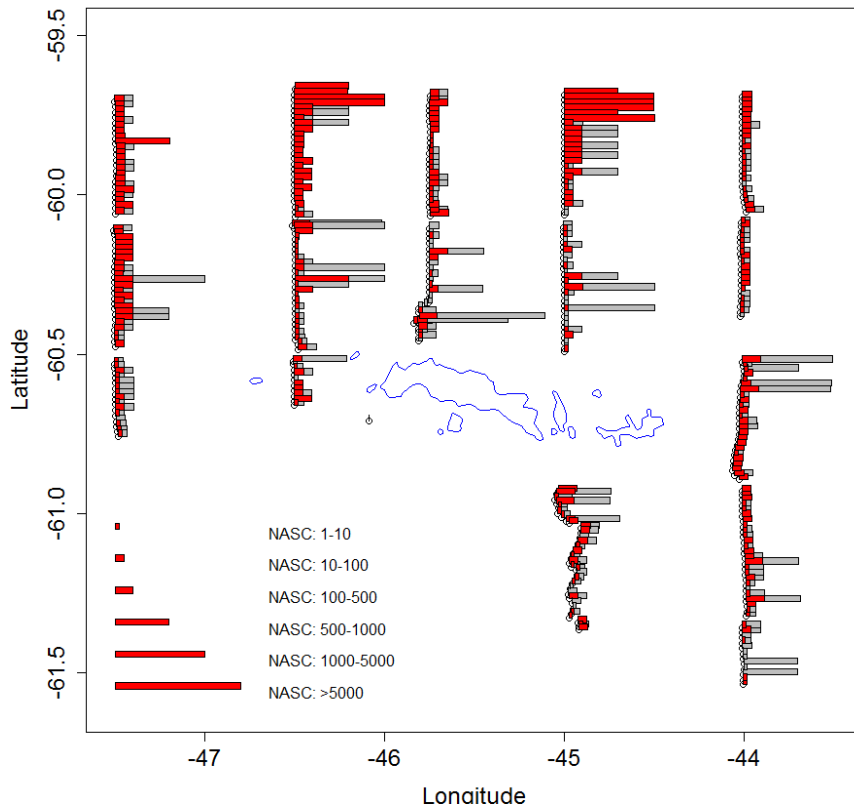 -59.5
-60.0
-60.5
-61.0
-61.5
Latitude
NASC: 1-10
NASC: 10-100
NASC: 100-500
NASC: 500-1000
NASC: 1000-5000
NASC: >5000
-47 -46 -45 -44
Longitude